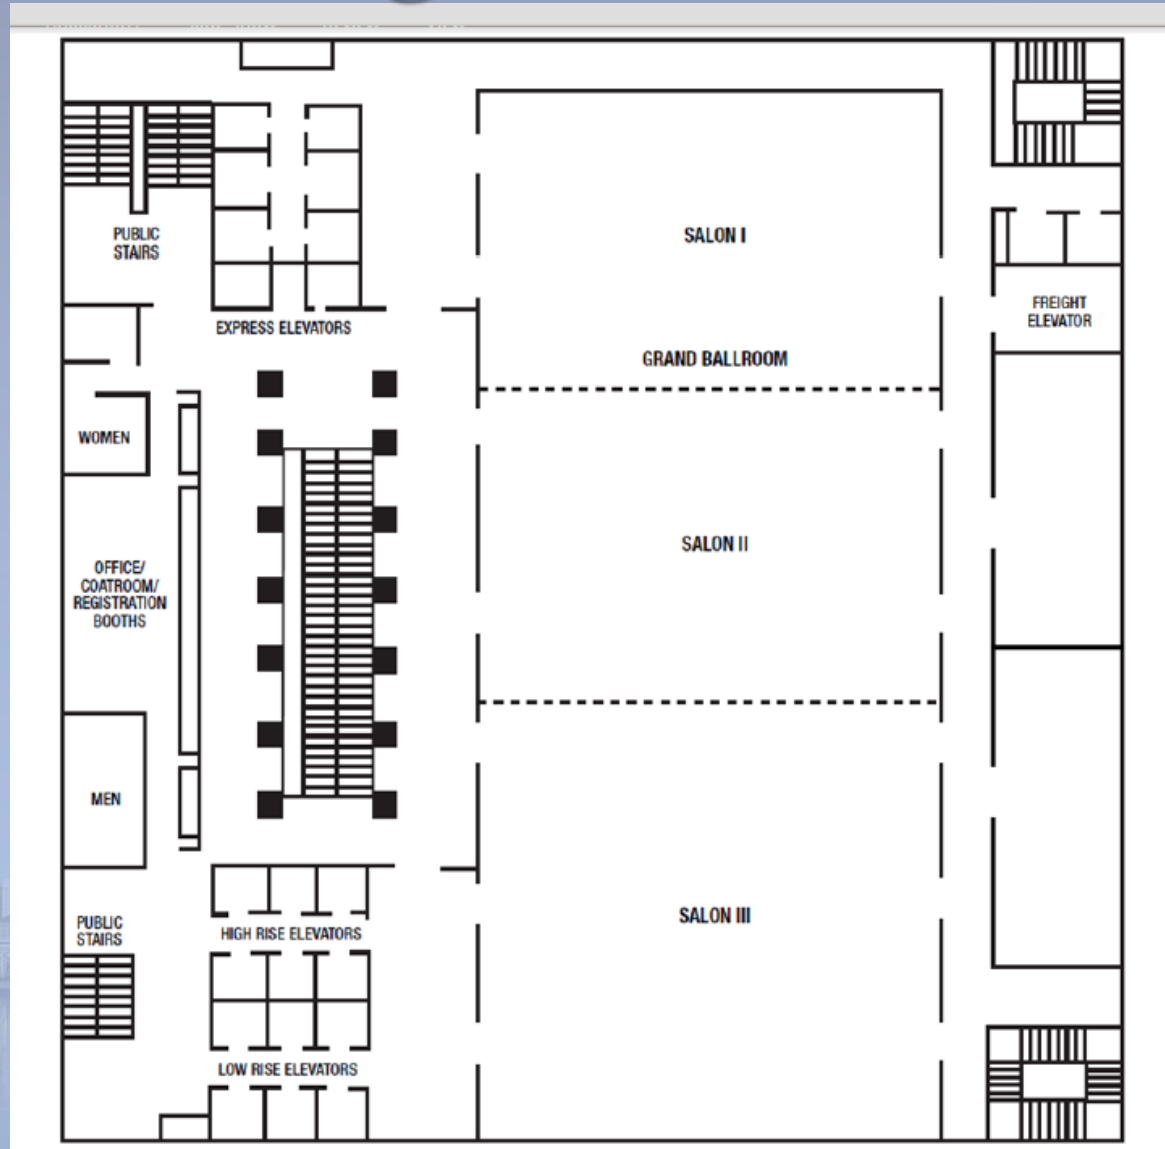 PUBLIC
STAIRS
SALON I
EXPRESS ELEVATORS
FREIGHT
ELEVATOR
GRAND BALLROOM
WOMEN
SALON II
OFFICE/
COATROOM/
REGISTRATION
BOOTHS
MEN
SALON III
PUBLIC
STAIRS
HIGH RISE ELEVATORS
LOW RISE ELEVATORS